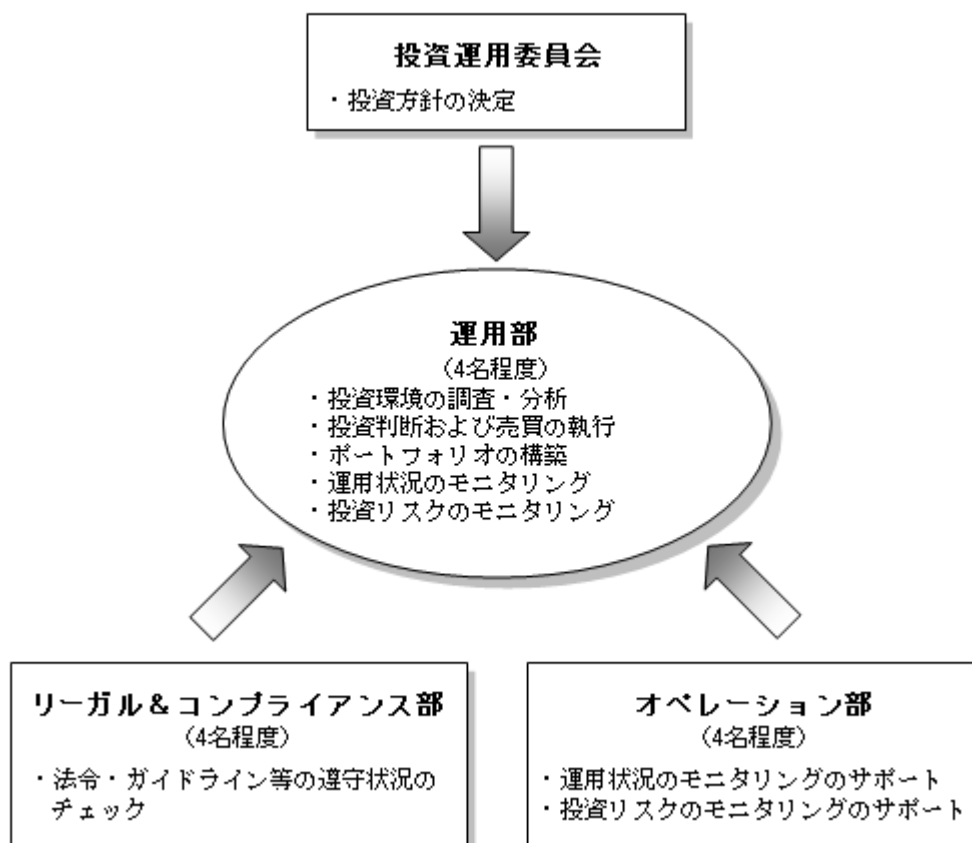 投資運用委員会
・投資方針の決定
運用部
(4名程度)
・投資環境の調査・分析
・投資判断および売買の執行
・ポートフォリオの構築
・運用状況のモニタリング
・投資リスクのモニタリング
リーガル＆コンプライアンス部
(4名程度)
・法令・ガイドライン等の遵守状況の
チェック
オペレーション部
(4名程度)
・運用状況のモニタリングのサポート
・投資リスクのモニタリングのサポート